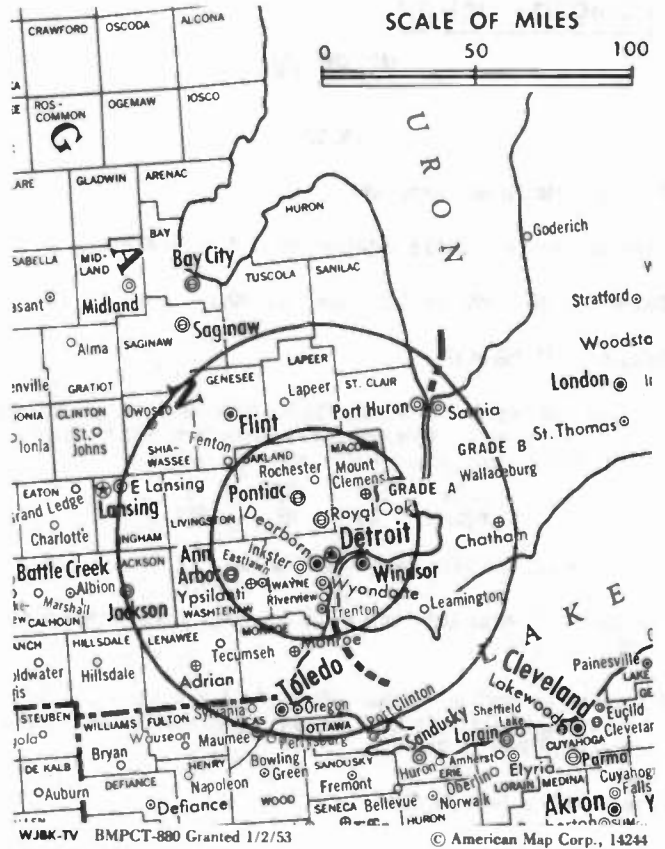 SCALE OF MILES
0 50 100
CRAWFORD OSCODA ALCONA
ROS-
COMMON OGEMAW IOSCO
G
GLADWIN ARENAC
HURON
U
R
O
N
Goderich
BAY
MID-
LAND
A
Bay City
Midland
TUSCOLA SANILAC
Stratford
Saginaw
Alma SAGINAW
GRATIOT
Woodsta
LAPEER
N
GENESEE
Lapeer ST. CLAIR
London
CLINTON Owosso
Flint
Port Huron Sarnia
St. Thomas
Ionia St.
Johns
SHIA-
WASSEE
Fenton
OAKLAND
MACOMB
GRADE B
Rochester Mount
Clemens
Wallaceburg
EATON
E Lansing
Grand Ledge Lansing
Pontiac
GRADE A
Royal Oak
Charlotte
INGHAM
LIVINGSTON
Dearborn
Detroit
Chatham
Battle Creek
JACKSON
Ann
Arbor
Eastlawn
Inkster
Windsor
Albion
Marshall
CALHOUN
Jackson
Ypsilanti
WASHTENAW
WAYNE
Riverview
Wyandotte
Trenton
Leamington
LAKE
HILLSDALE LENAWEE
MONROE
Monroe
Tecumseh
Hillsdale
Adrian
Toledo
Cleveland
Painesville
LAKE
STEUBEN
WILLIAMS FULTON
Sylvania
LUCAS
Oregon
OTTAWA
Port Clinton
Sandusky
Sheffield
Lake
Lakewood
Euclid
Bryan
Wauseon
Maumee
Perrysburg
Lorain
CUYAHOGA
DE KALB
Auburn
HENRY
Napoleon
Bowling
Green
SANDUSKY
Fremont
Huron
ERIE
Amherst
Oberlin
Elyria
LORAIN
MEDINA
Parma
DEFIANCE
Defiance
WOOD
SENECA
Bellevue
Norwalk
HURON
Cuyahoga
Falls
Akron
WJBK-TV BMPCT-880 Granted 1/2/53 © American Map Corp., 14244